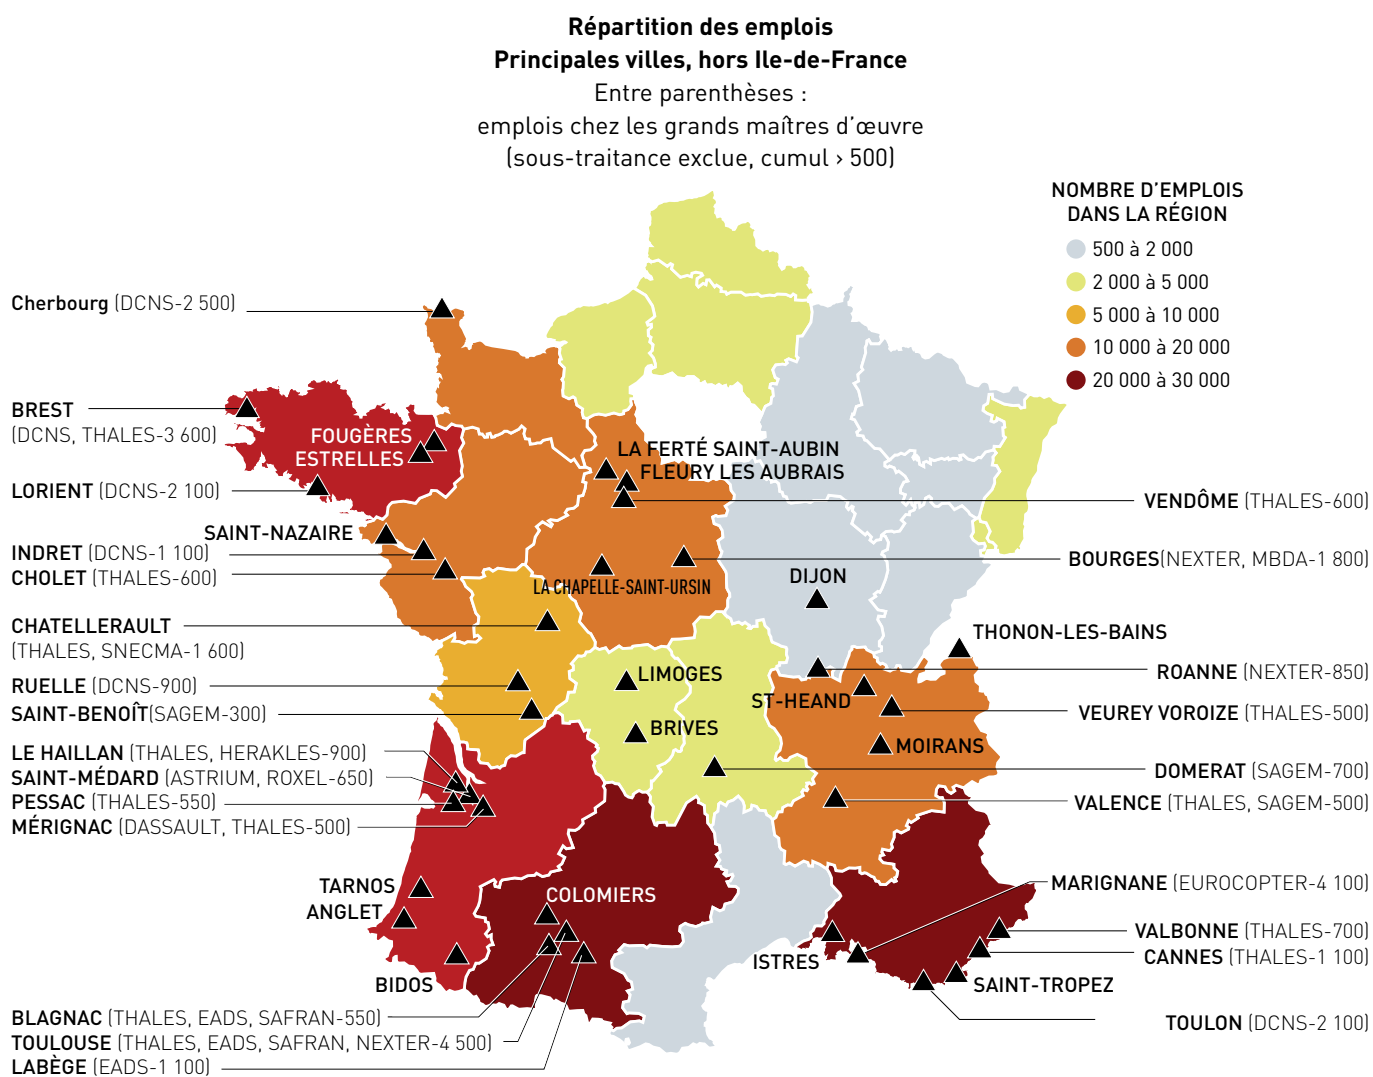 Répartition des emplois
Principales villes, hors Ile-de-France
Entre parenthèses :
emplois chez les grands maîtres d'œuvre
(sous-traitance exclue, cumul › 500)
NOMBRE D'EMPLOIS
DANS LA RÉGION
500 à 2 000
2 000 à 5 000
5 000 à 10 000
10 000 à 20 000
20 000 à 30 000
Cherbourg (DCNS-2 500)
BREST
(DCNS, THALES-3 600)
LORIENT (DCNS-2 100)
FOUGÈRES
ESTRELLES
SAINT-NAZAIRE
INDRET (DCNS-1 100)
CHOLET (THALES-600)
CHATELLERAULT
(THALES, SNECMA-1 600)
RUELLE (DCNS-900)
SAINT-BENOÎT(SAGEM-300)
LE HAILLAN (THALES, HERAKLES-900)
SAINT-MÉDARD (ASTRIUM, ROXEL-650)
PESSAC (THALES-550)
MÉRIGNAC (DASSAULT, THALES-500)
TARNOS
ANGLET
BIDOS
BLAGNAC (THALES, EADS, SAFRAN-550)
TOULOUSE (THALES, EADS, SAFRAN, NEXTER-4 500)
LABÈGE (EADS-1 100)
COLOMIERS
LA FERTÉ SAINT-AUBIN
FLEURY LES AUBRAIS
LA CHAPELLE-SAINT-URSIN
DIJON
LIMOGES
BRIVES
ST-HEAND
MOIRANS
THONON-LES-BAINS
VENDÔME (THALES-600)
BOURGES(NEXTER, MBDA-1 800)
ROANNE (NEXTER-850)
VEUREY VOROIZE (THALES-500)
DOMERAT (SAGEM-700)
VALENCE (THALES, SAGEM-500)
MARIGNANE (EUROCOPTER-4 100)
VALBONNE (THALES-700)
CANNES (THALES-1 100)
ISTRES
SAINT-TROPEZ
TOULON (DCNS-2 100)